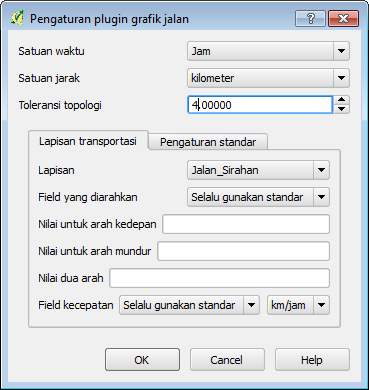 Pengaturan plugin grafik jalan
Satuan waktu Jam
Satuan jarak kilometer
Toleransi topologi 4,00000
Lapisan transportasi Pengaturan standar
Lapisan Jalan_Sirahan
Field yang diarahkan Selalu gunakan standar
Nilai untuk arah kedepan
Nilai untuk arah mundur
Nilai dua arah
Field kecepatan Selalu gunakan standar km/jam
OK Cancel Help